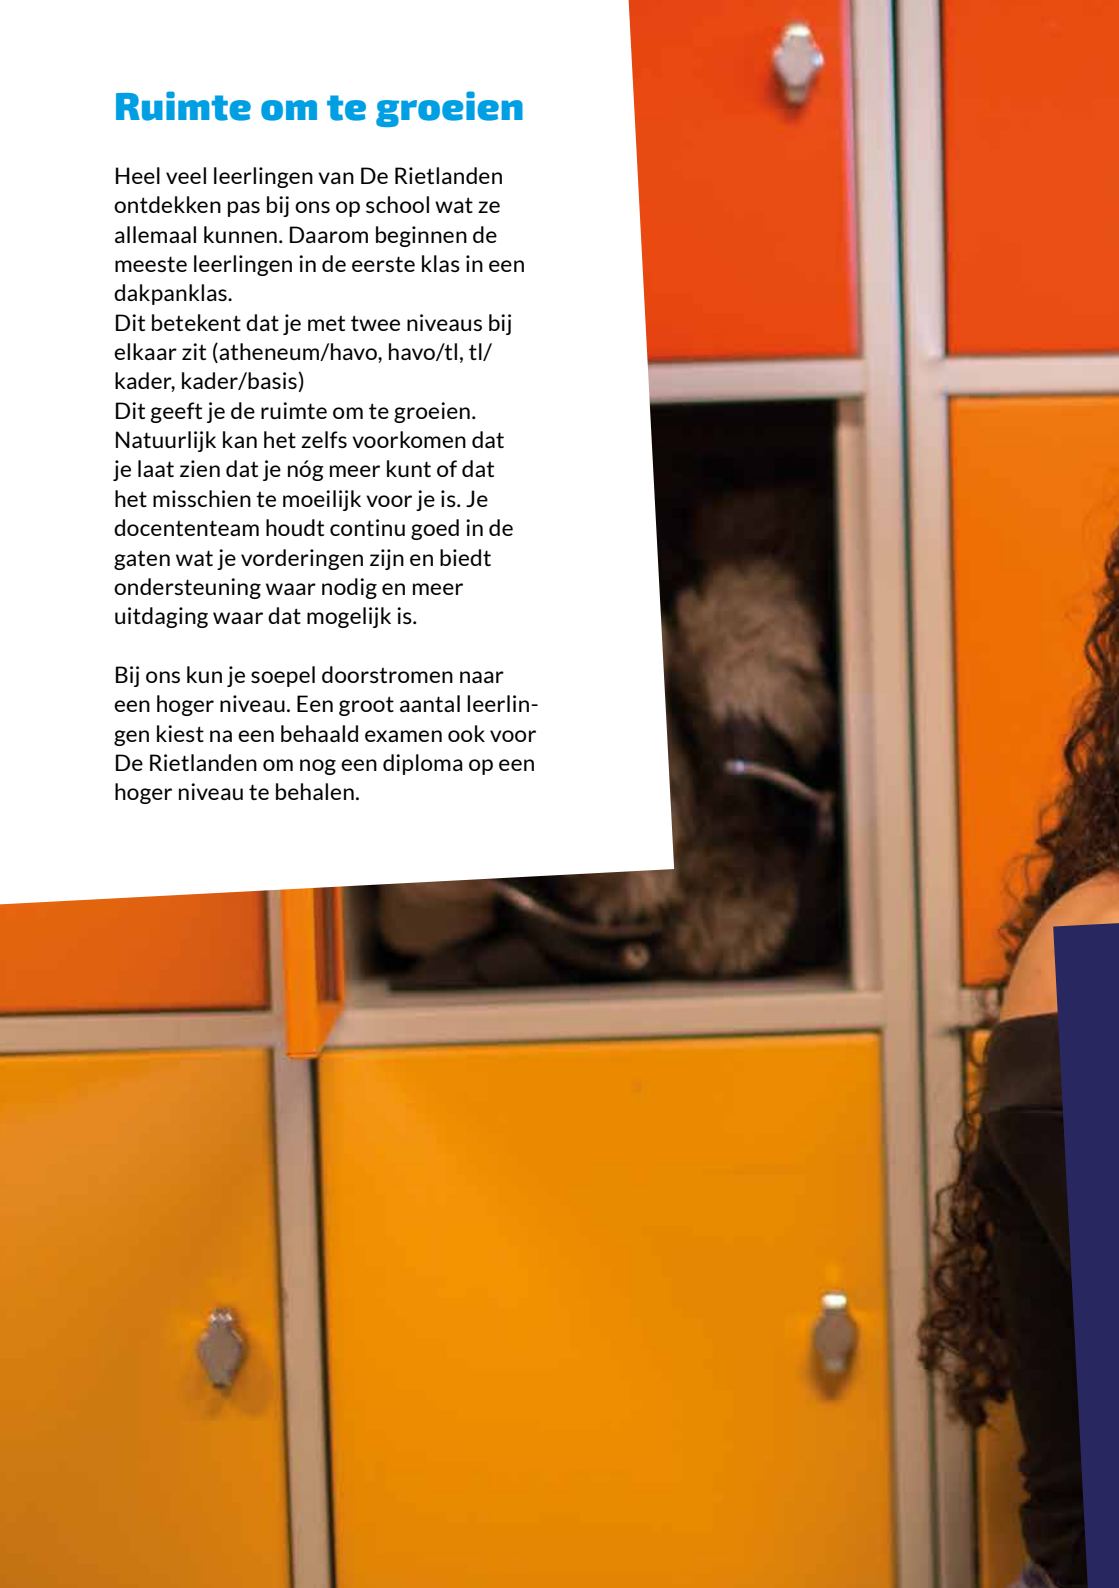 Ruimte om te groeien
Heel veel leerlingen van De Rietlanden
ontdekken pas bij ons op school wat ze
allemaal kunnen. Daarom beginnen de
meeste leerlingen in de eerste klas in een
dakpanklas.
Dit betekent dat je met twee niveaus bij
elkaar zit (atheneum/havo, havo/tl, tl/
kader, kader/basis)
Dit geeft je de ruimte om te groeien.
Natuurlijk kan het zelfs voorkomen dat
je laat zien dat je nóg meer kunt of dat
het misschien te moeilijk voor je is. Je
docententeam houdt continu goed in de
gaten wat je vorderingen zijn en biedt
ondersteuning waar nodig en meer
uitdaging waar dat mogelijk is.
Bij ons kun je soepel doorstromen naar
een hoger niveau. Een groot aantal leerlin-
gen kiest na een behaald examen ook voor
De Rietlanden om nog een diploma op een
hoger niveau te behalen.